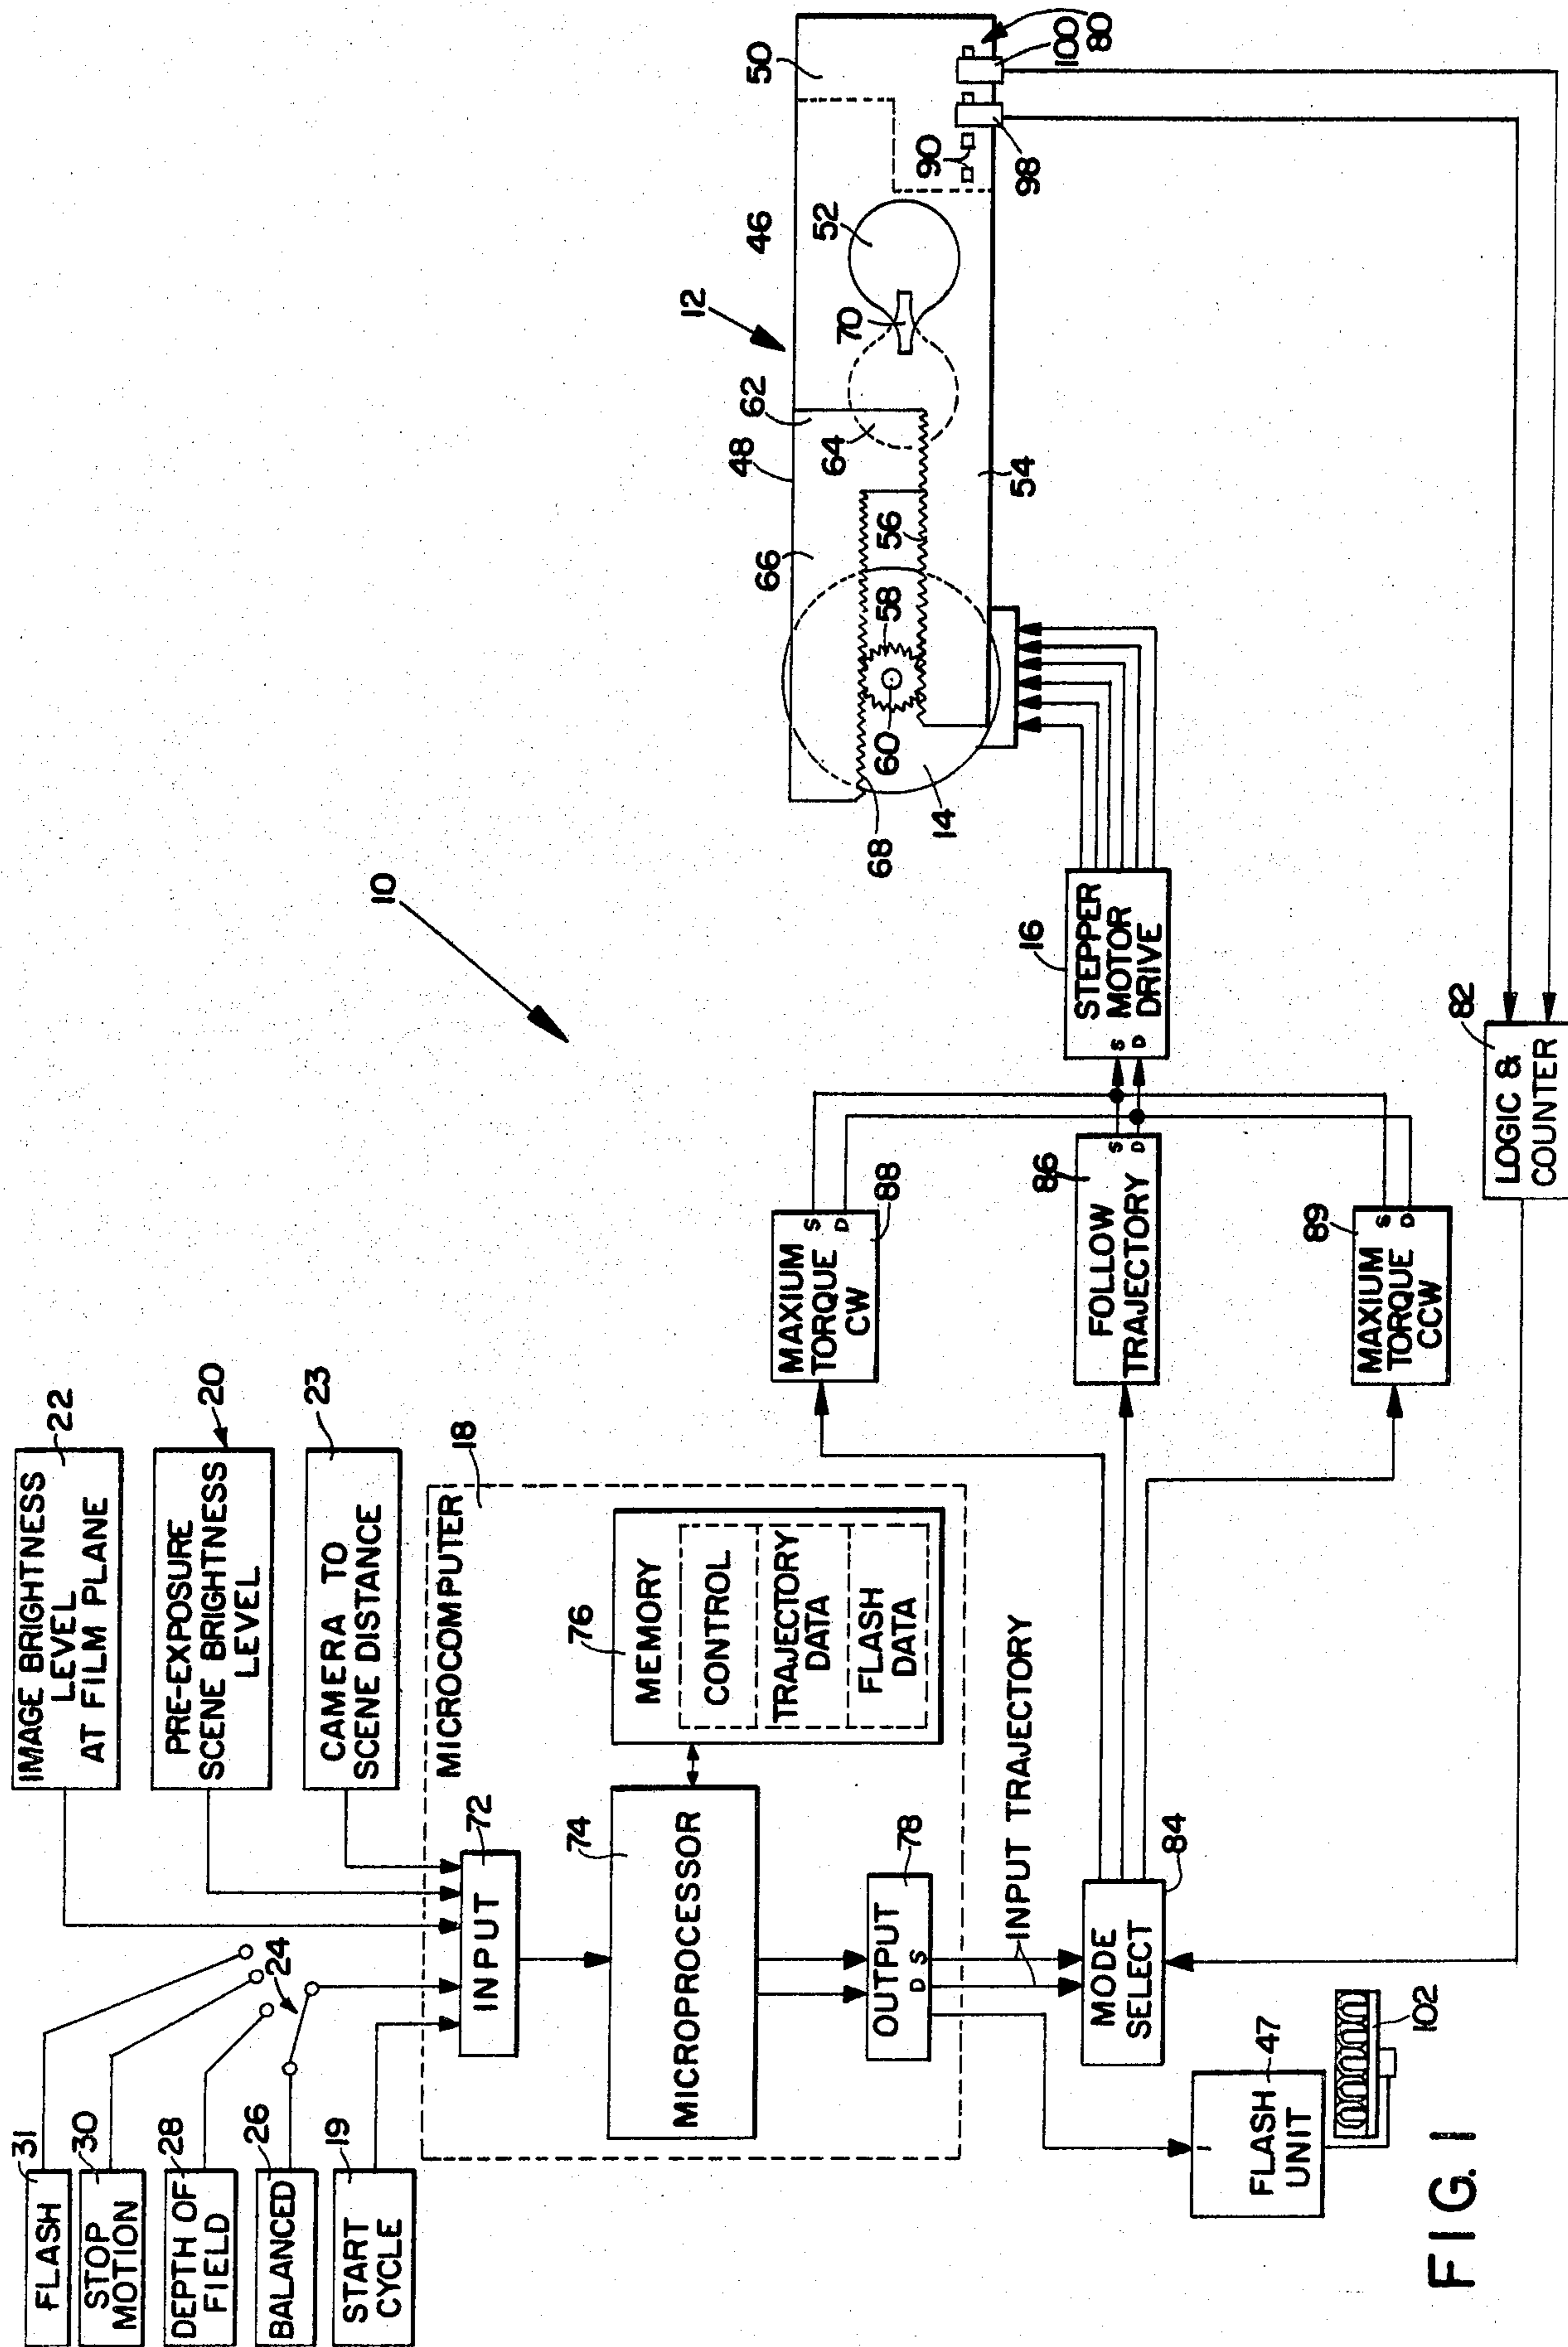 FLASH
31
STOP
MOTION
30
DEPTH OF
FIELD
28
BALANCED
26
START
CYCLE
19
24
IMAGE BRIGHTNESS
LEVEL
AT FILM PLANE
22
PRE-EXPOSURE
SCENE BRIGHTNESS
LEVEL
20
CAMERA TO
SCENE DISTANCE
23
MICROCOMPUTER
18
INPUT
72
MICROPROCESSOR
74
MEMORY
76
CONTROL
TRAJECTORY
DATA
FLASH
DATA
OUTPUT
D S
78
INPUT TRAJECTORY
MODE
SELECT
84
FLASH
UNIT
47
102
10
MAXIUM
TORQUE
CW
S
D
88
FOLLOW
TRAJECTORY
S
D
86
MAXIUM
TORQUE
CCW
S
D
89
STEPPER
MOTOR
DRIVE
S
D
16
LOGIC &
COUNTER
82
12
14
68
60
58
56
66
48
62
64
54
70
52
46
50
90
98
100
80
FIG. 1